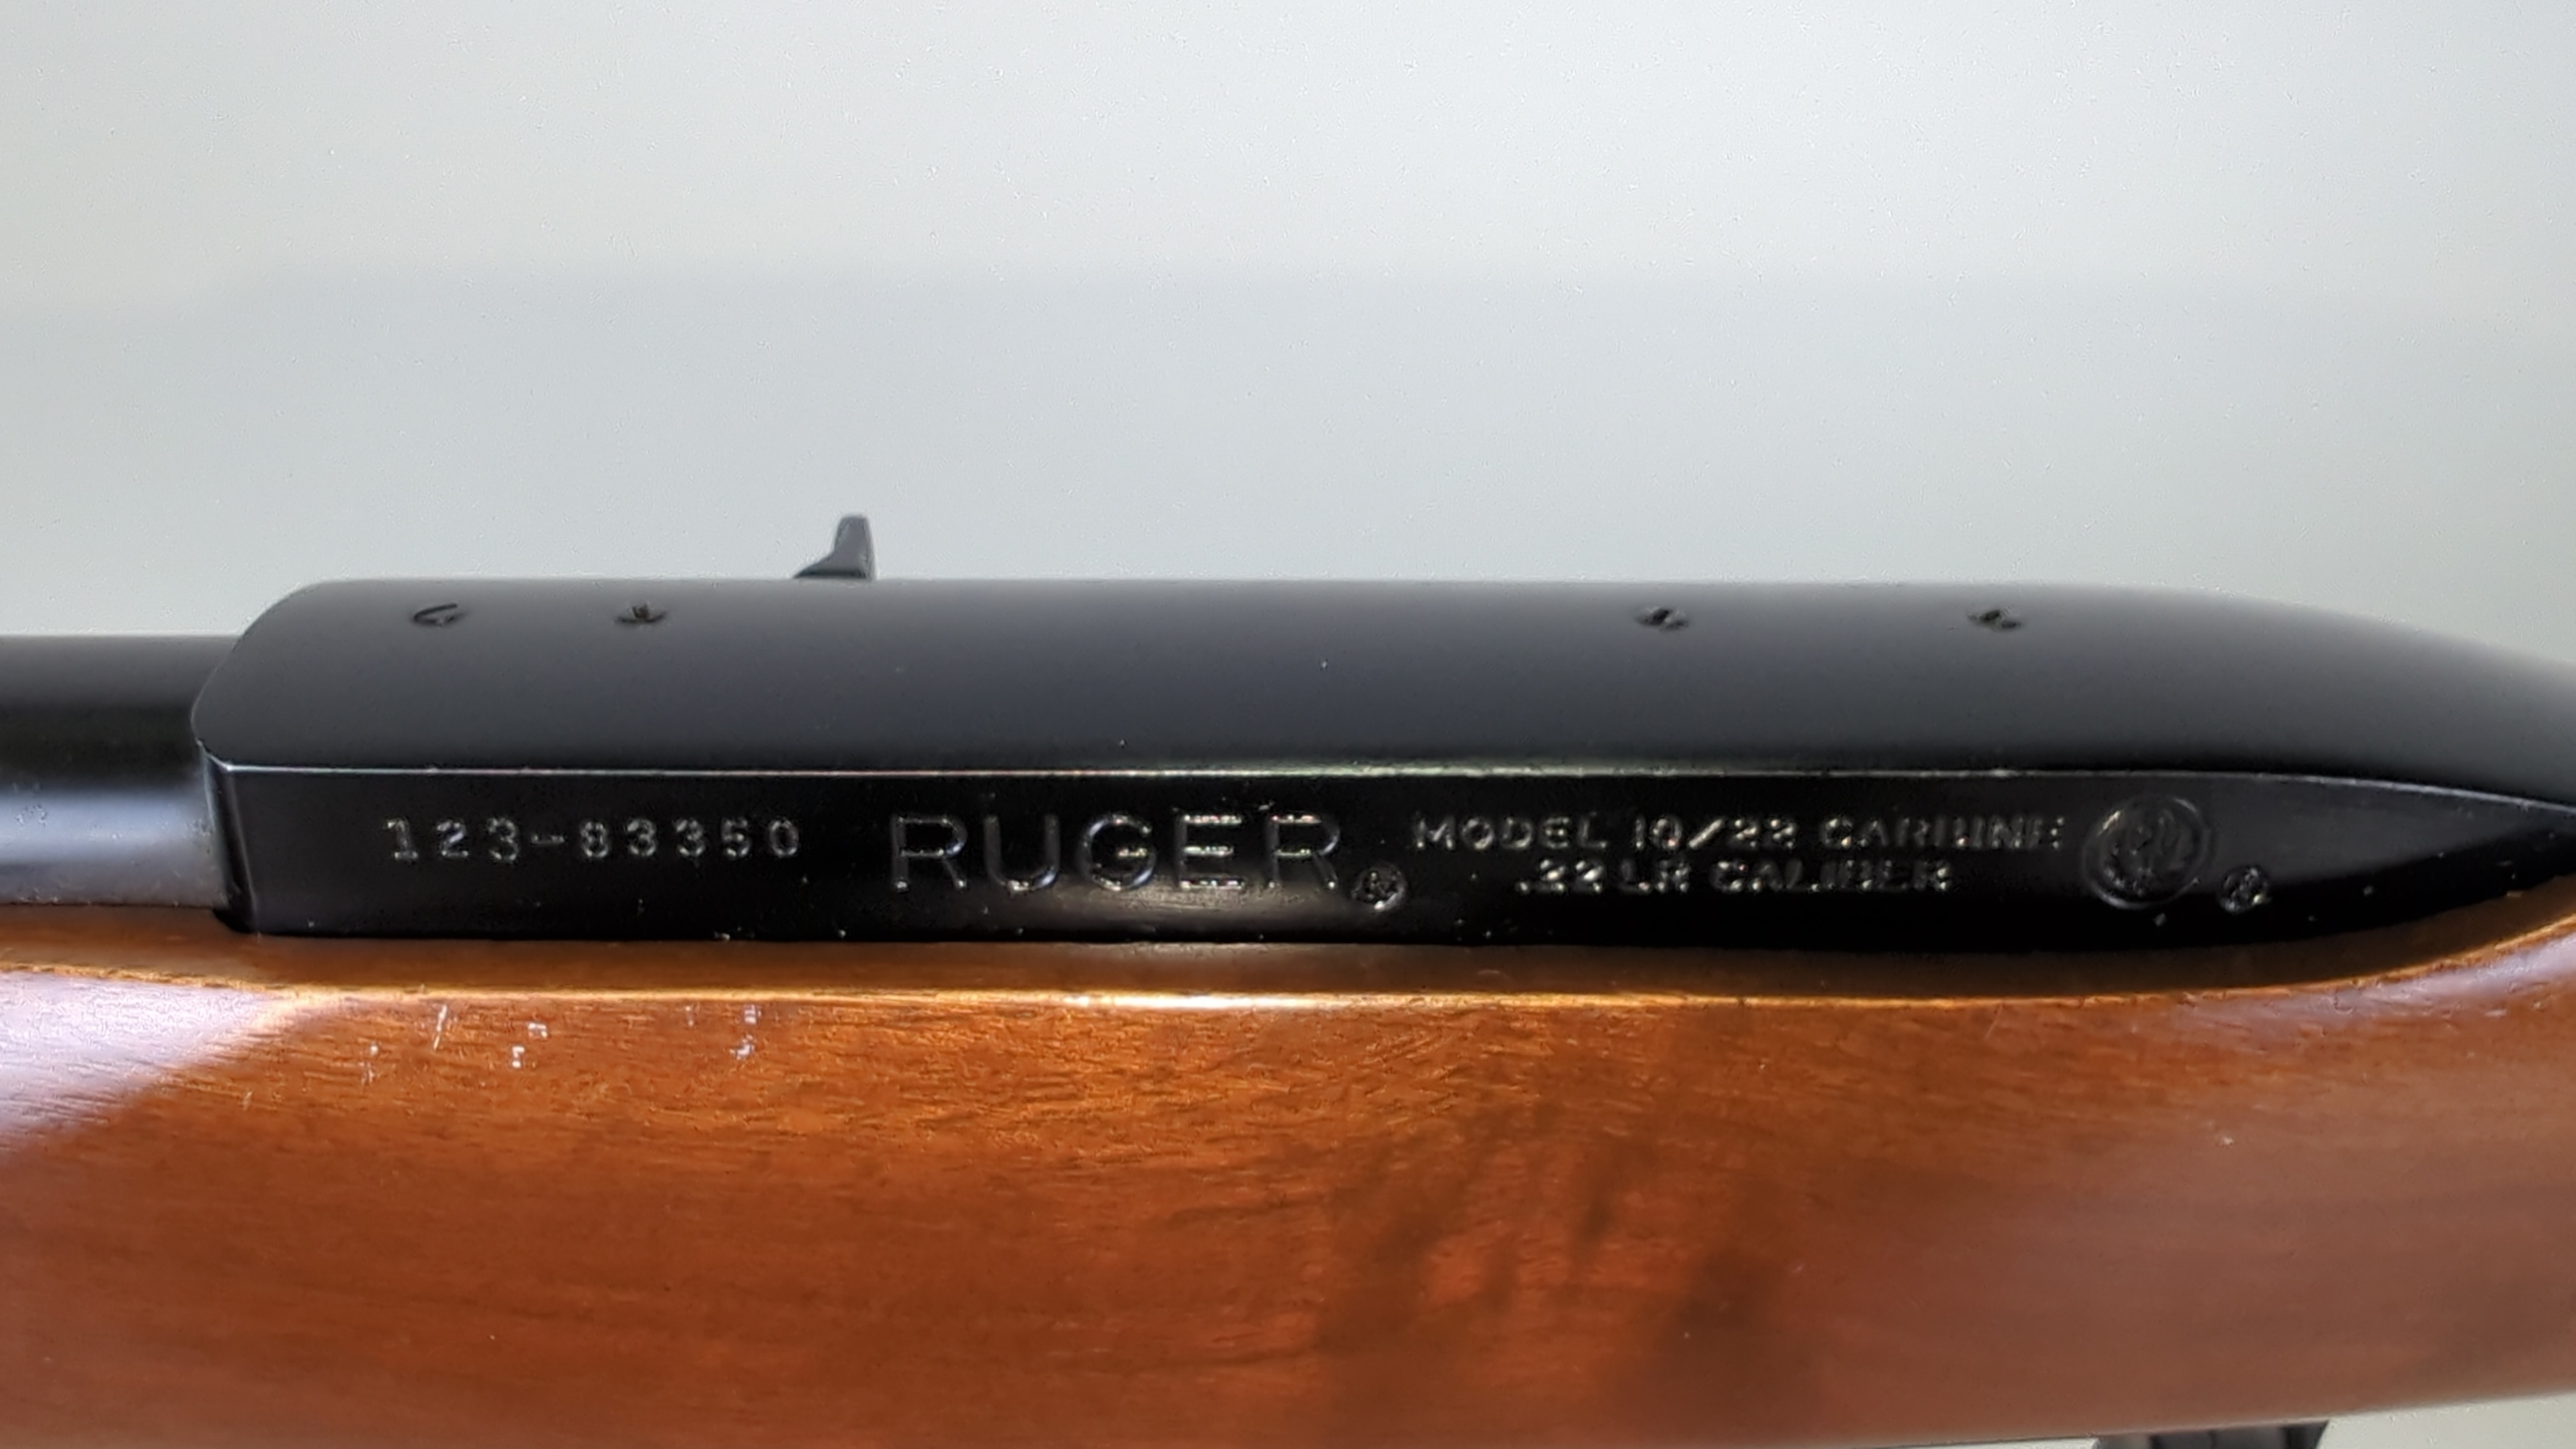 123-83350 RUGER® MODEL 10/22 CARBINE
.22 LR CALIBER ®